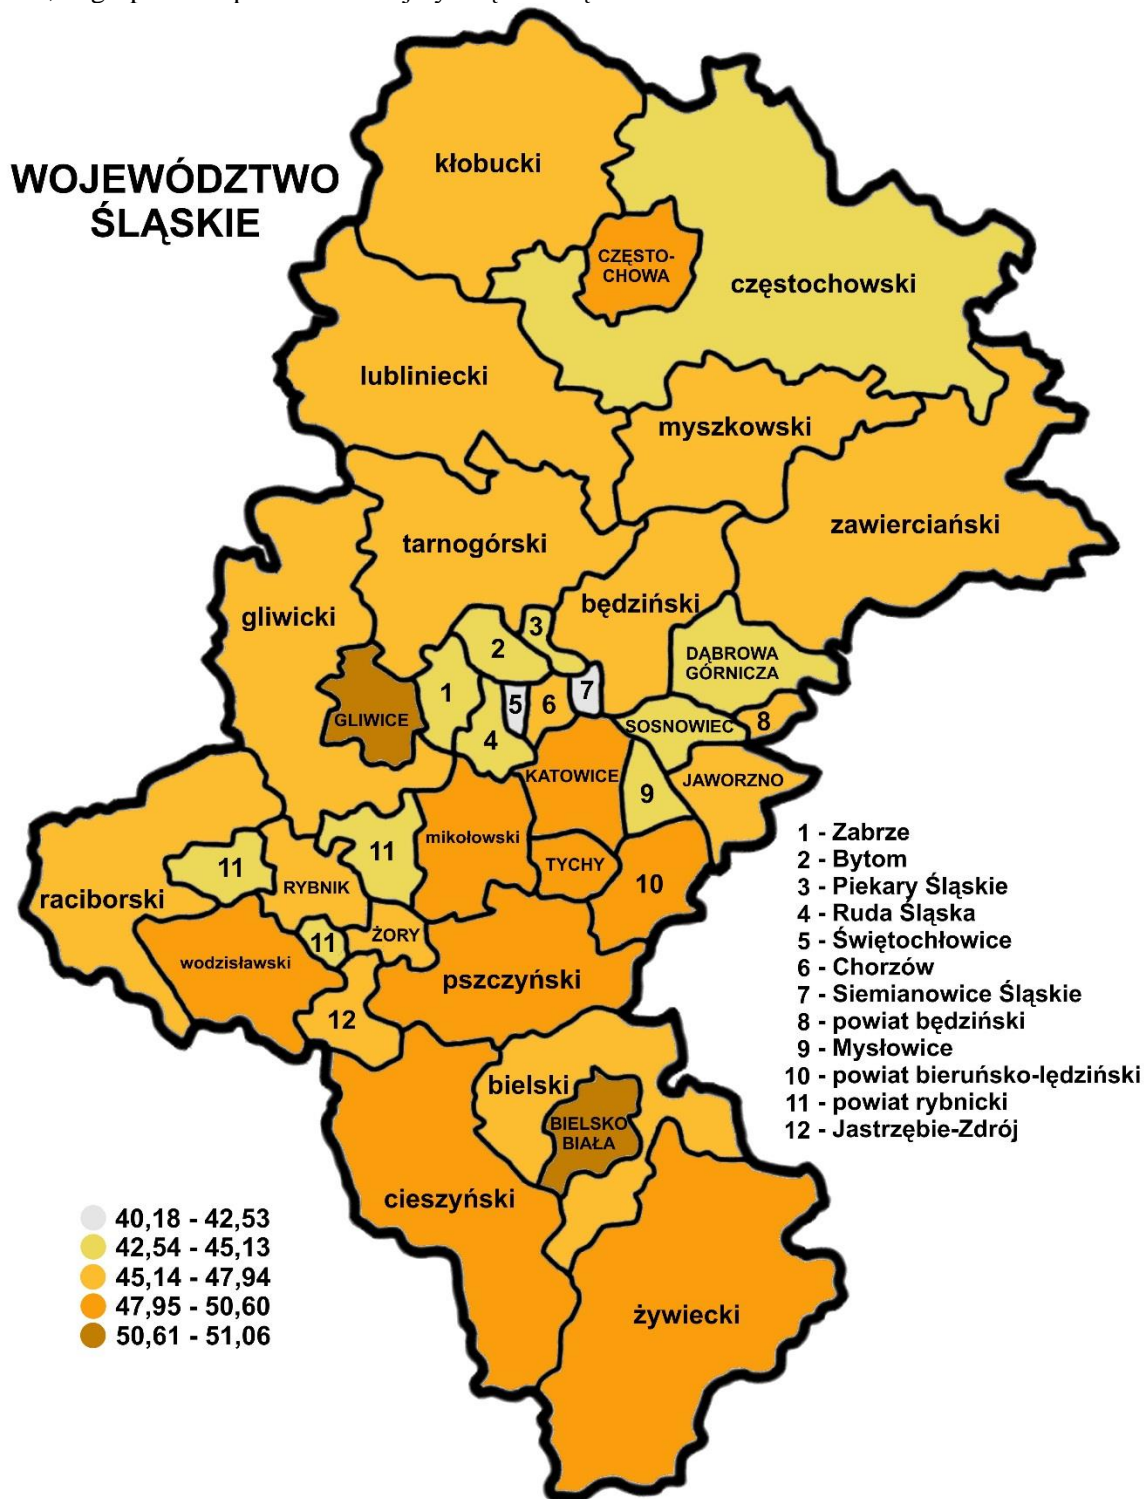 WOJEWÓDZTWO
ŚLĄSKIE
kłobucki
CZĘSTO-
CHOWA
częstochowski
lubliniecki
myszkowski
zawierciański
tarnogórski
będziński
gliwicki
3
2
DĄBROWA
GÓRNICZA
1
5
6
7
GLIWICE
4
SOSNOWIEC
8
KATOWICE
9
JAWORZNO
mikołowski
11
11
TYCHY
10
RYBNIK
raciborski
11
ŻORY
wodzisławski
pszczyński
12
bielski
BIELSKO
BIAŁA
cieszyński
żywiecki
1 - Zabrze
2 - Bytom
3 - Piekary Śląskie
4 - Ruda Śląska
5 - Świętochłowice
6 - Chorzów
7 - Siemianowice Śląskie
8 - powiat będziński
9 - Mysłowice
10 - powiat bieruńsko-lędziński
11 - powiat rybnicki
12 - Jastrzębie-Zdrój
40,18 - 42,53
42,54 - 45,13
45,14 - 47,94
47,95 - 50,60
50,61 - 51,06